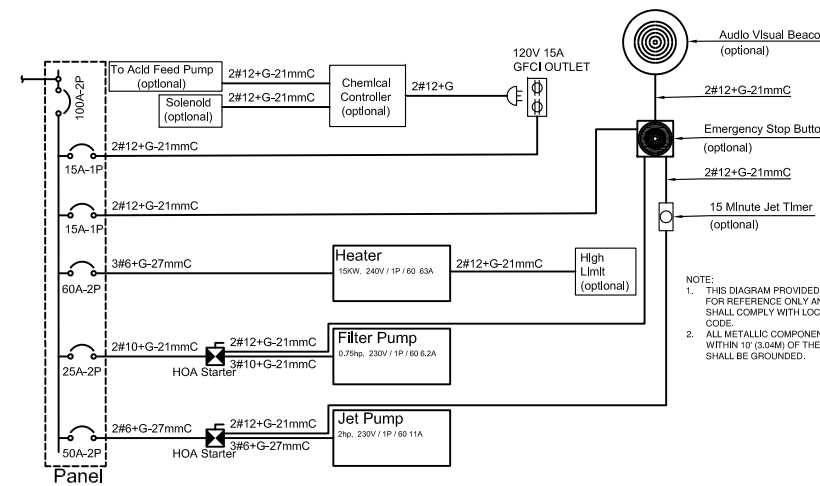 Audio Visual Beaco
(optional)
120V 15A
GFCI OUTLET
To Acid Feed Pump
(optional)
2#12+G-21mmC
Chemical
Controller
(optional)
2#12+G
Solenoid
(optional)
2#12+G-21mmC
100A-2P
2#12+G-21mmC
Emergency Stop Butto
(optional)
2#12+G-21mmC
15A-1P
2#12+G-21mmC
2#12+G-21mmC
15A-1P
15 Minute Jet Timer
(optional)
3#6+G-27mmC
60A-2P
Heater
15KW, 240V / 1P / 60 63A
2#12+G-21mmC
High
Limit
(optional)
NOTE:
1. THIS DIAGRAM PROVIDED
FOR REFERENCE ONLY AN
SHALL COMPLY WITH LOC
CODE.
2. ALL METALLIC COMPONEN
WITHIN 10' (3.04M) OF THE
SHALL BE GROUNDED.
2#10+G-21mmC
25A-2P
HOA Starter
2#12+G-21mmC
3#10+G-21mmC
Filter Pump
0.75hp, 230V / 1P / 60 6.2A
2#6+G-27mmC
50A-2P
HOA Starter
2#12+G-21mmC
3#6+G-27mmC
Jet Pump
2hp, 230V / 1P / 60 11A
Panel